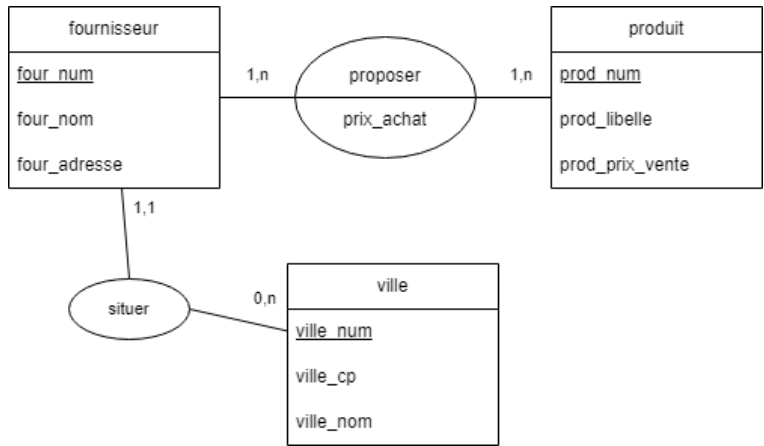 fournisseur
four_num
four_nom
four_adresse
1,n
proposer
prix_achat
1,n
produit
prod_num
prod_libelle
prod_prix_vente
1,1
situer
0,n
ville
ville_num
ville_cp
ville_nom